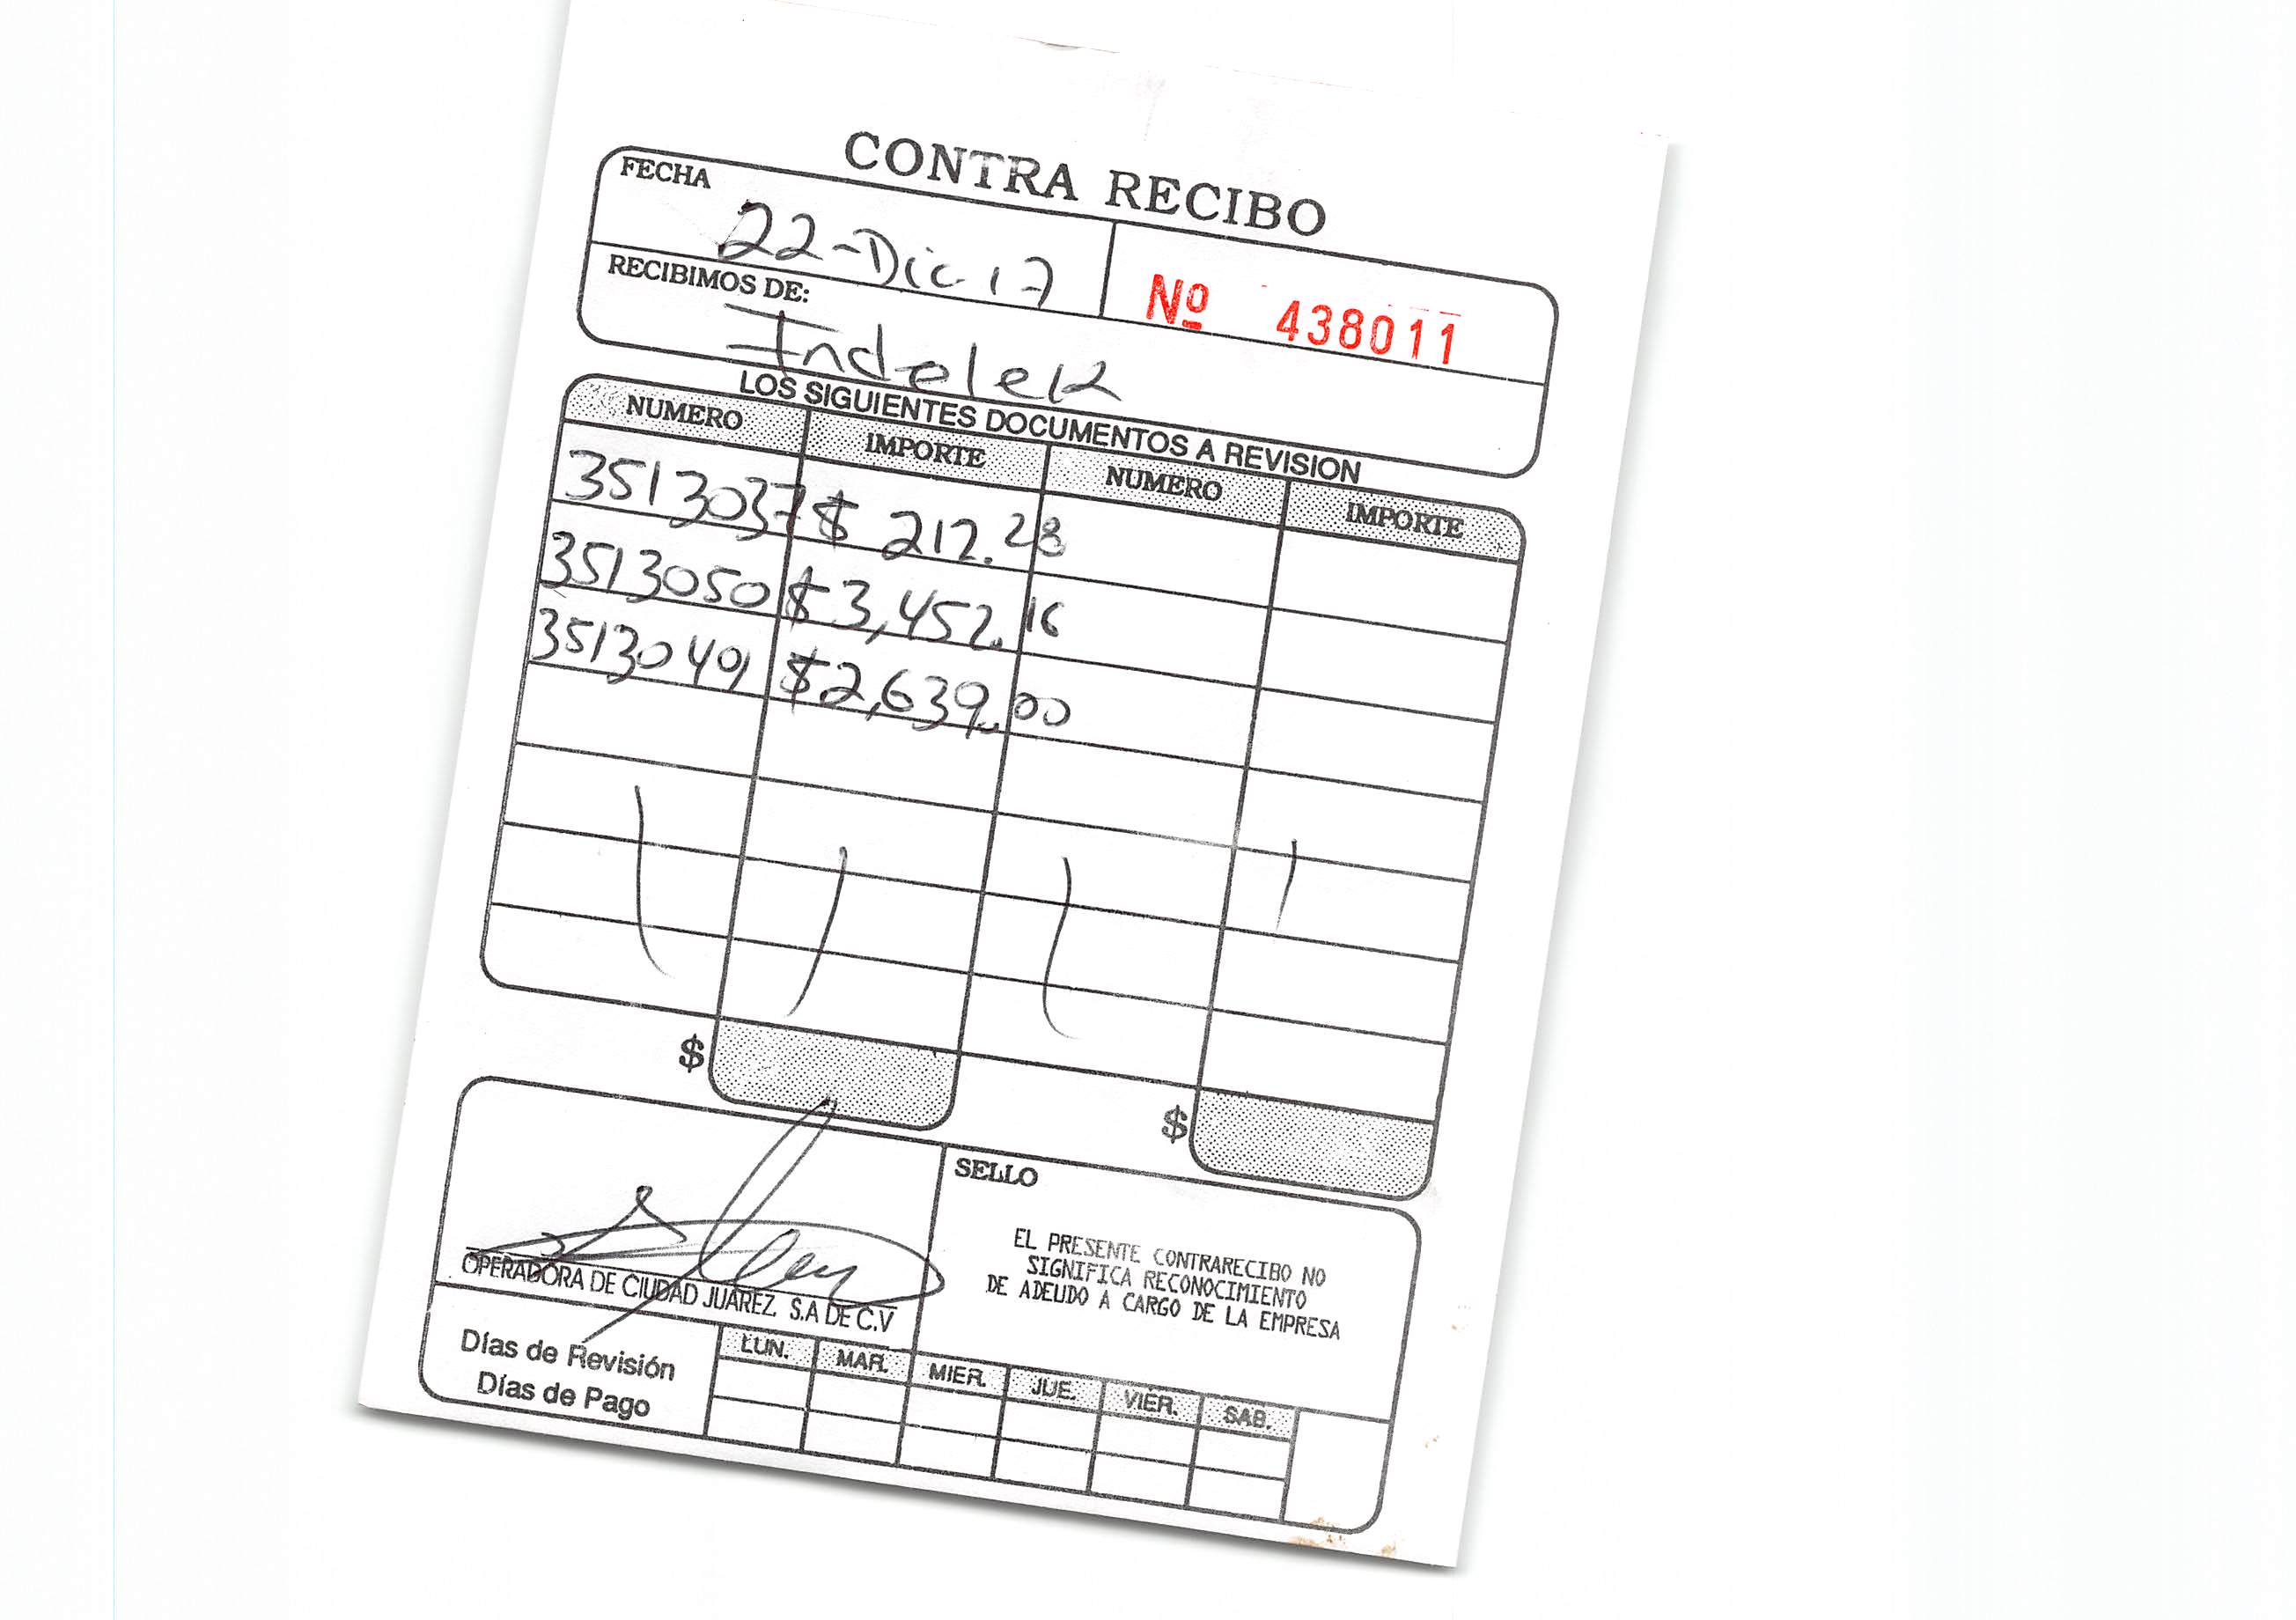 CONTRA RECIBO
FECHA
22-Dic 17
Nº 438011
RECIBIMOS DE:
Indelek
LOS SIGUIENTES DOCUMENTOS A REVISION
NUMERO IMPORTE NUMERO IMPORTE
3513037 $ 212.28
3513050 $3,452.16
3513049 $2,639.00
$
$
SELLO
EL PRESENTE CONTRARECIBO NO
SIGNIFICA RECONOCIMIENTO
DE ADEUDO A CARGO DE LA EMPRESA
OPERADORA DE CIUDAD JUAREZ S.A DE C.V
LUN. MAR. MIER. JUE. VIER. SAB.
Días de Revisión
Días de Pago